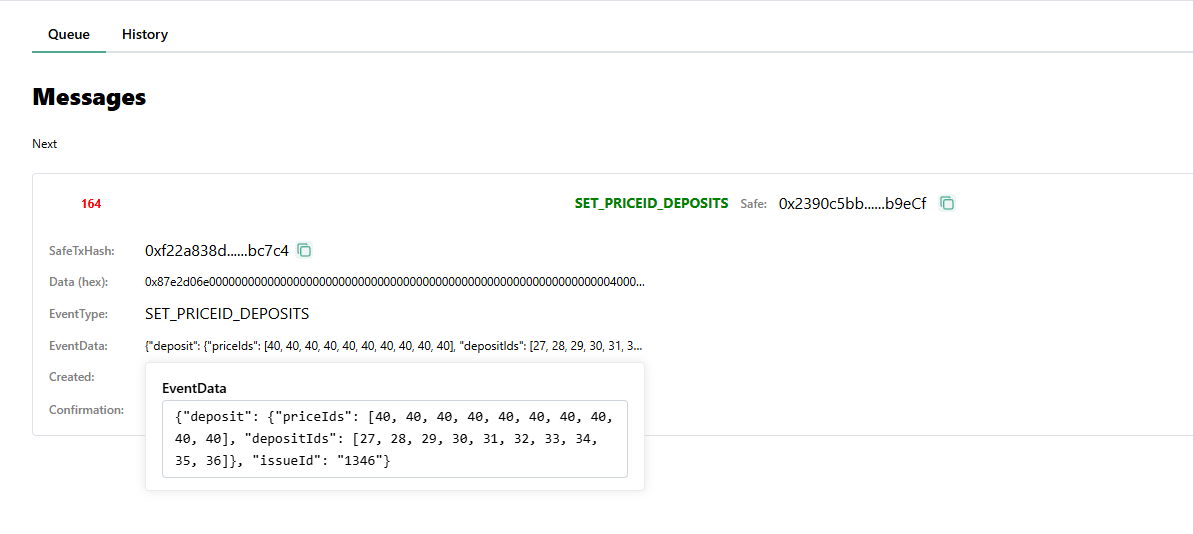 Queue History
Messages
Next
164 SET_PRICEID_DEPOSITS Safe: 0x2390c5bb......b9eCf
SafeTxHash: 0xf22a838d......bc7c4
Data (hex): 0x87e2d06e000000000000000000000000000000000000000000000000000000000000004000...
EventType: SET_PRICEID_DEPOSITS
EventData: {"deposit": {"priceIds": [40, 40, 40, 40, 40, 40, 40, 40, 40, 40], "depositIds": [27, 28, 29, 30, 31, 3...
Created:
Confirmation:
EventData
{"deposit": {"priceIds": [40, 40, 40, 40, 40, 40, 40, 40,
40, 40], "depositIds": [27, 28, 29, 30, 31, 32, 33, 34,
35, 36]}, "issueId": "1346"}